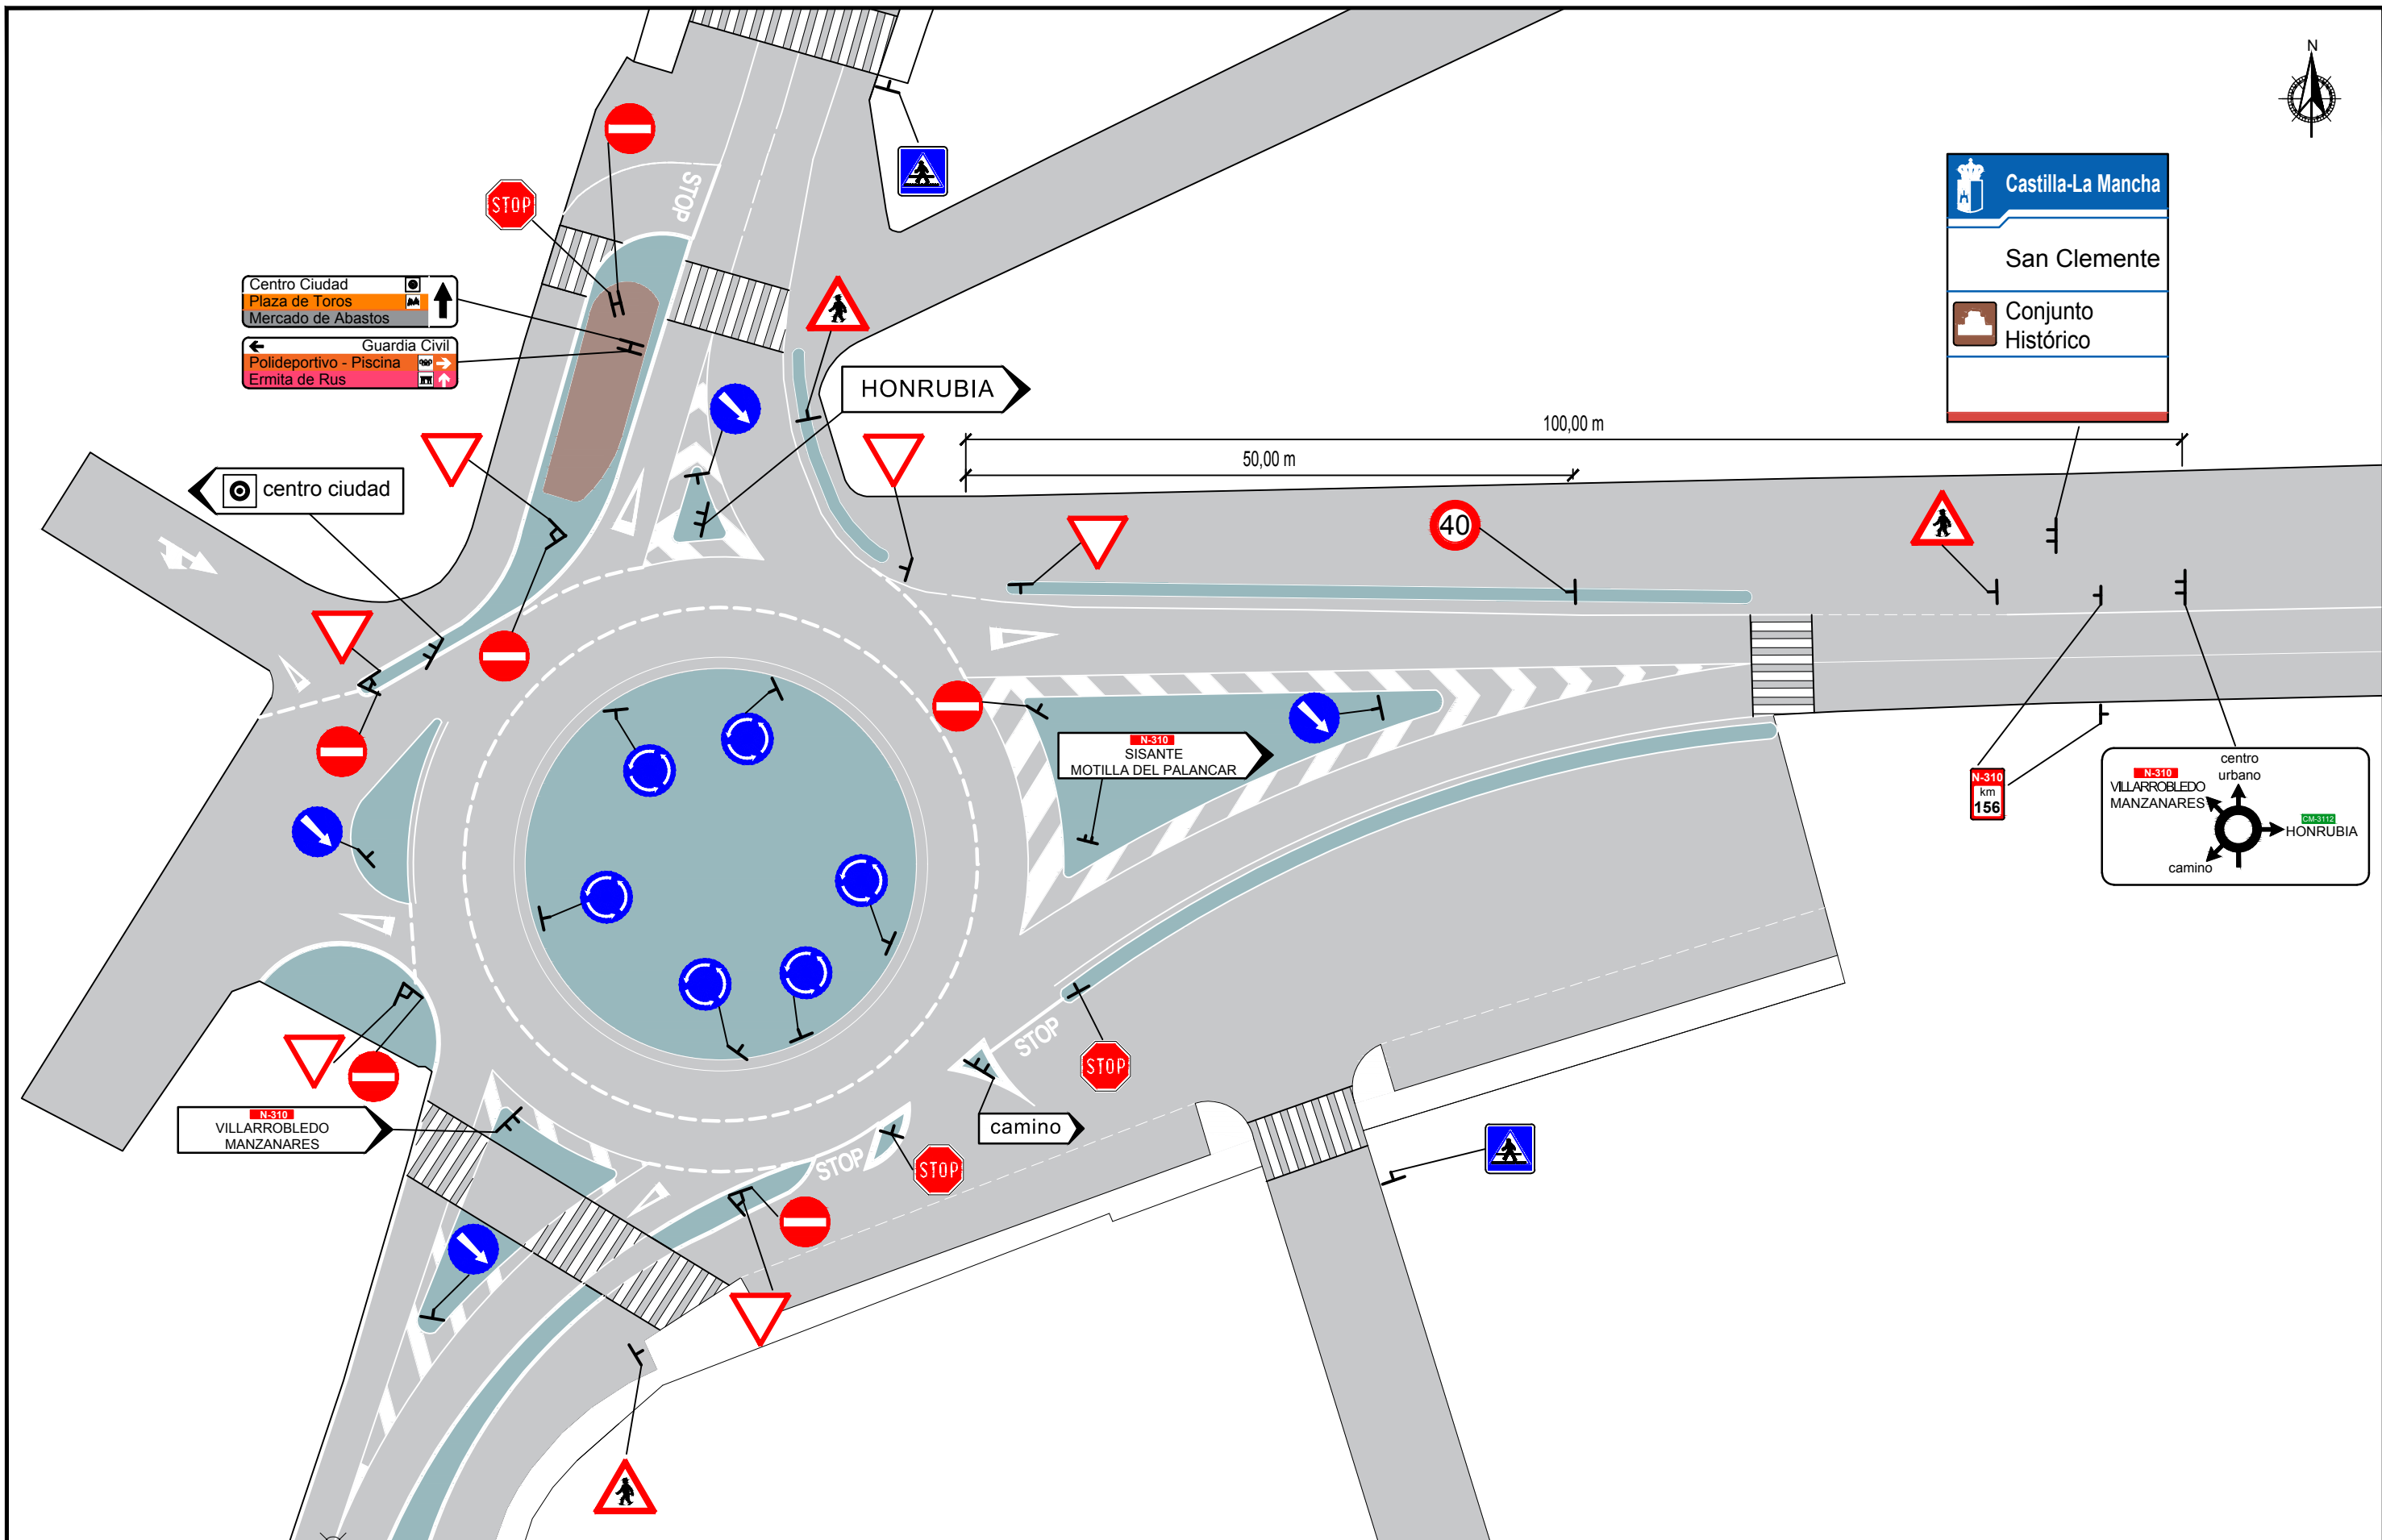 N
STOP
STOP
Castilla-La Mancha
San Clemente
Conjunto
Histórico
Centro Ciudad
Plaza de Toros
Mercado de Abastos
Guardia Civil
Polideportivo - Piscina
Ermita de Rus
HONRUBIA
100,00 m
50,00 m
centro ciudad
40
N-310
SISANTE
MOTILLA DEL PALANCAR
N-310
km
156
centro
urbano
N-310
VILLARROBLEDO
MANZANARES
CM-3112
HONRUBIA
camino
STOP
STOP
N-310
VILLARROBLEDO
MANZANARES
camino
STOP
STOP